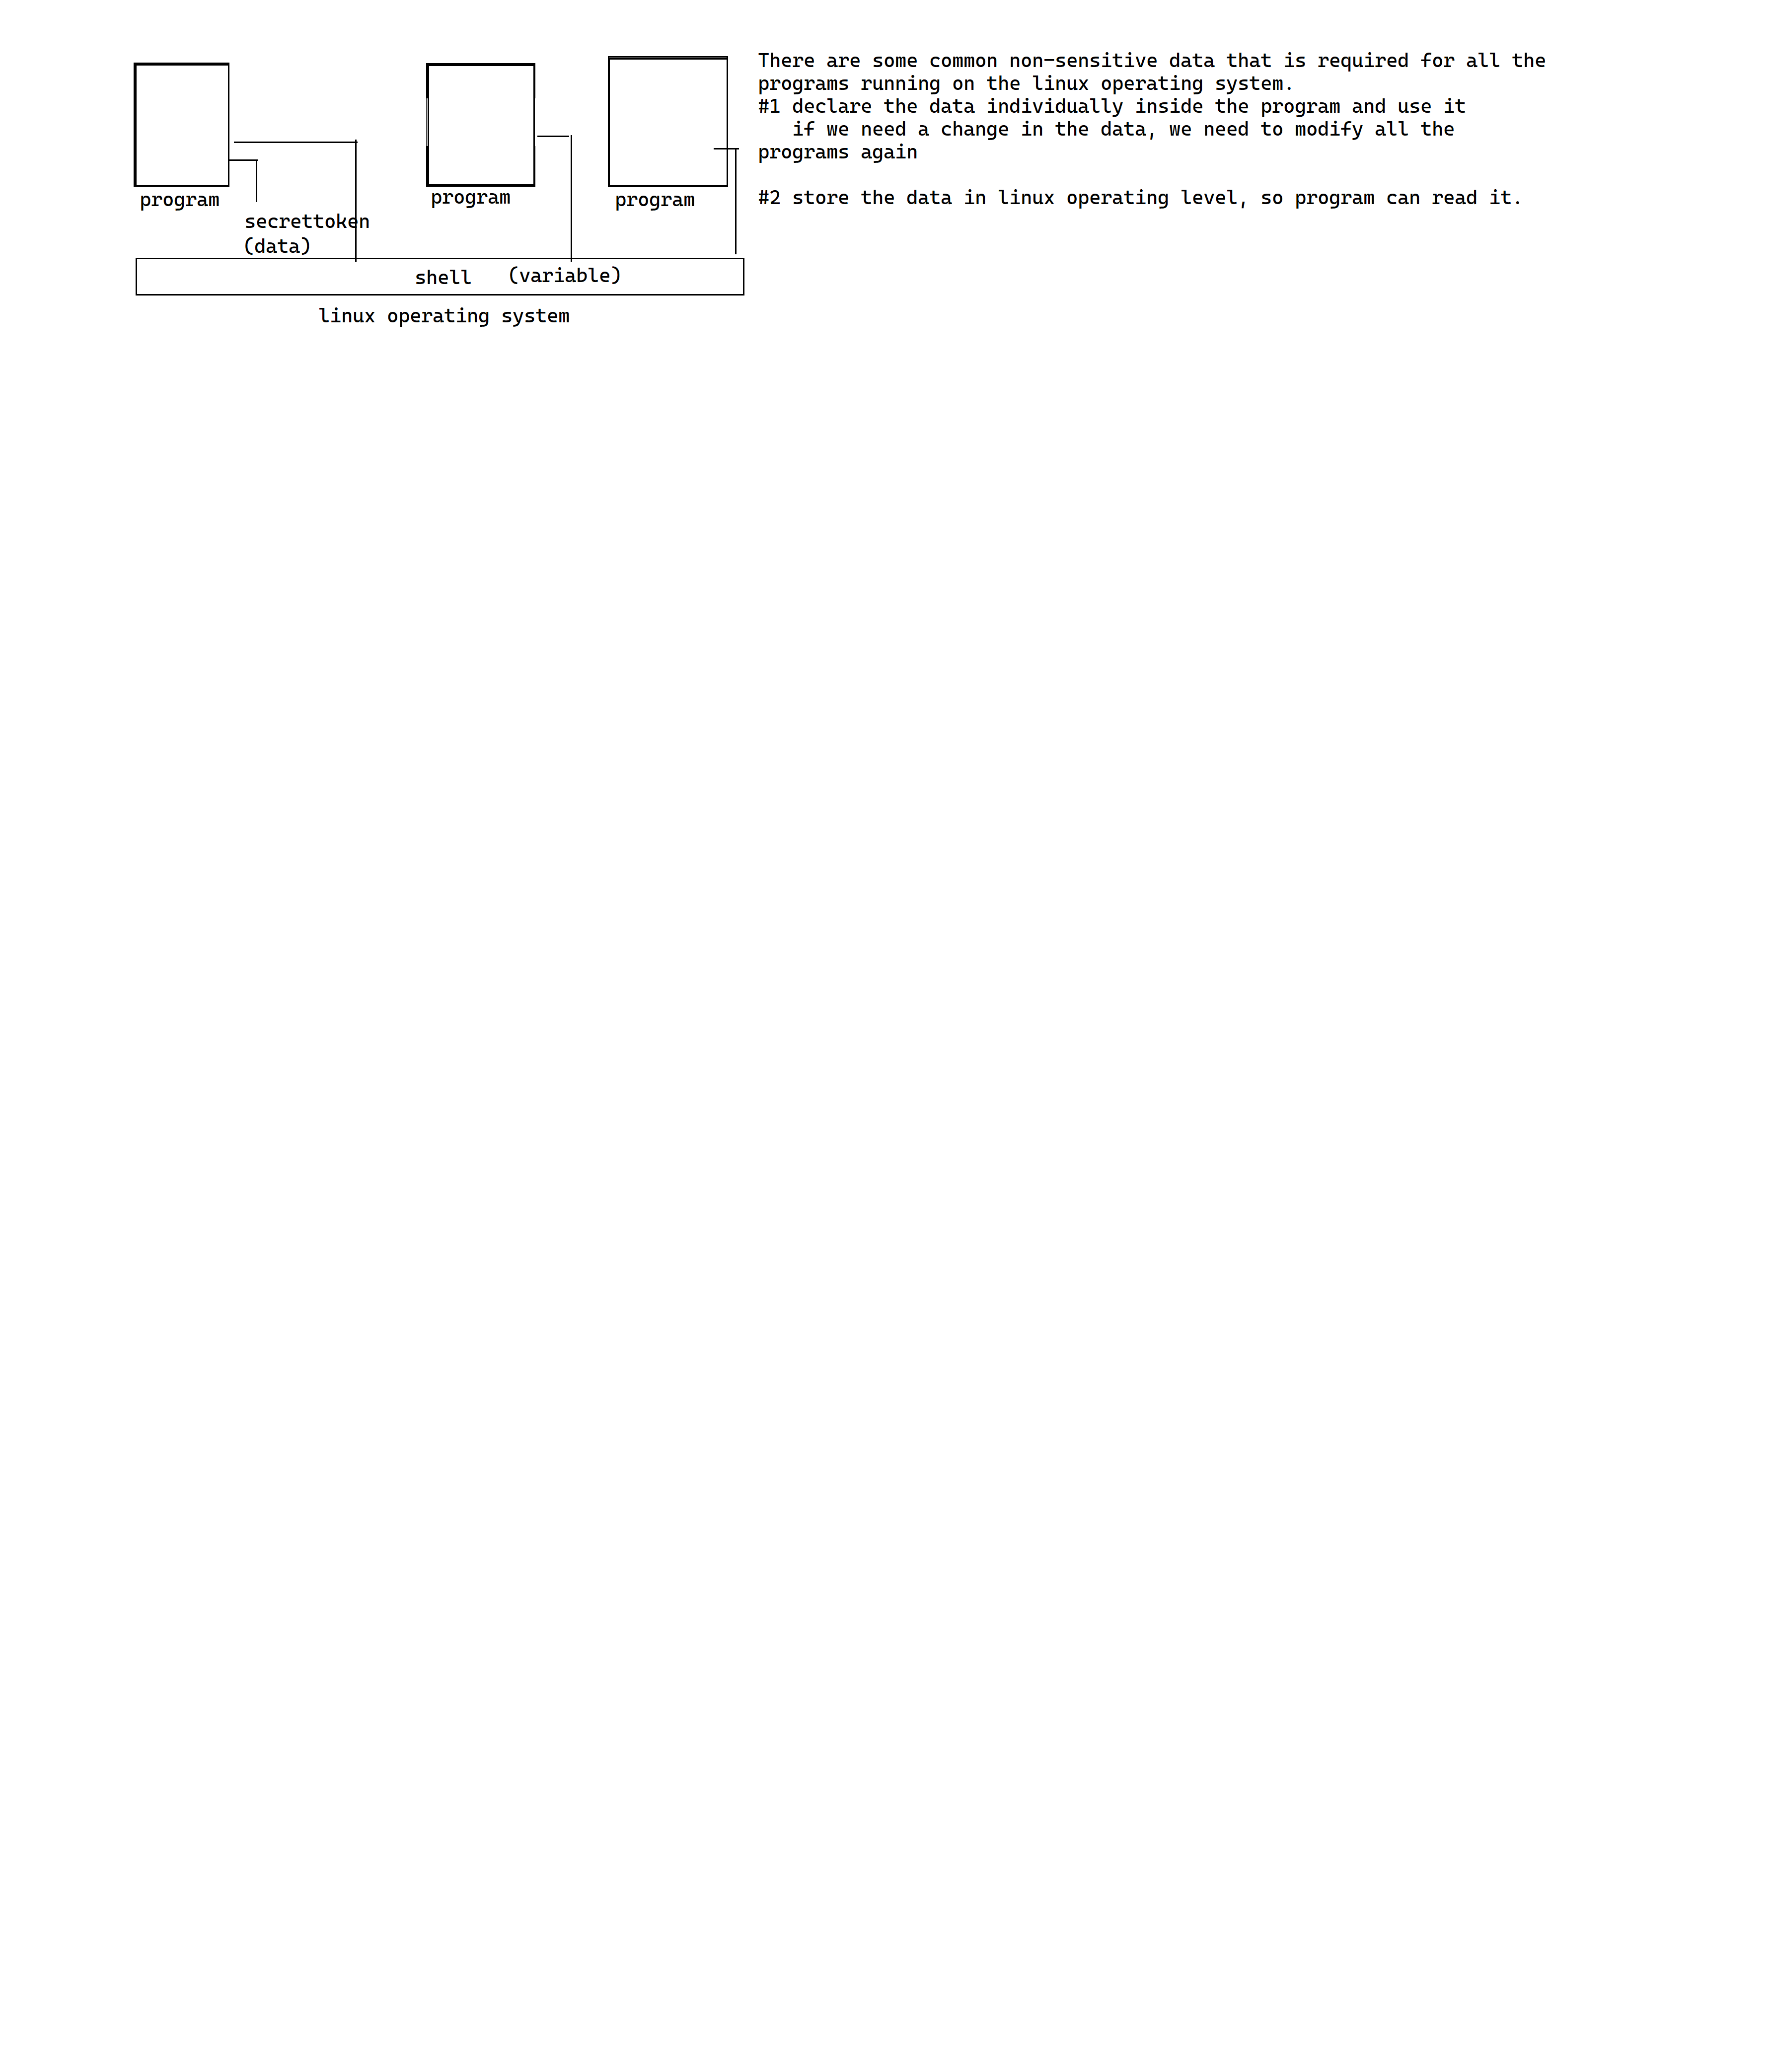 program
program
program
secrettoken
(data)
shell (variable)
linux operating system
There are some common non-sensitive data that is required for all the
programs running on the linux operating system.
#1 declare the data individually inside the program and use it
if we need a change in the data, we need to modify all the
programs again
#2 store the data in linux operating level, so program can read it.